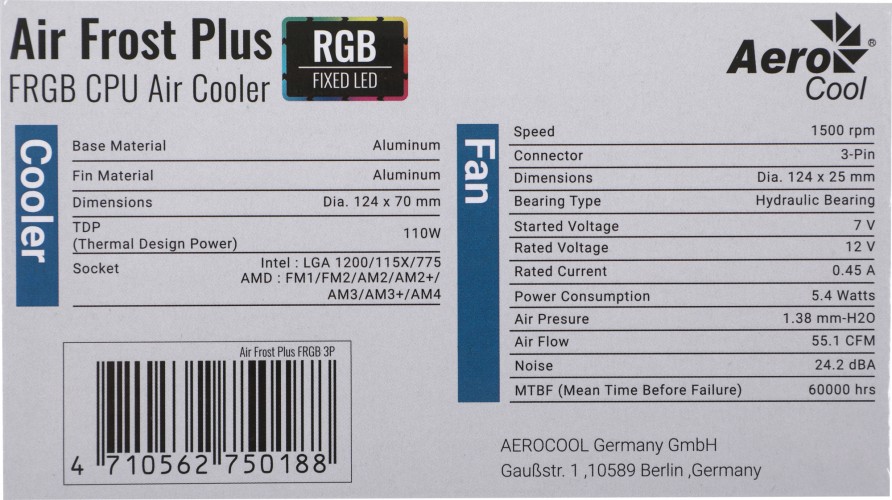 Air Frost Plus
FRGB CPU Air Cooler
RGB
FIXED LED
Aero
Cool
®
Cooler
Base Material Aluminum
Fin Material Aluminum
Dimensions Dia. 124 x 70 mm
TDP
(Thermal Design Power) 110W
Socket Intel : LGA 1200/115X/775
AMD : FM1/FM2/AM2/AM2+/
AM3/AM3+/AM4
Fan
Speed 1500 rpm
Connector 3-Pin
Dimensions Dia. 124 x 25 mm
Bearing Type Hydraulic Bearing
Started Voltage 7 V
Rated Voltage 12 V
Rated Current 0.45 A
Power Consumption 5.4 Watts
Air Presure 1.38 mm-H2O
Air Flow 55.1 CFM
Noise 24.2 dBA
MTBF (Mean Time Before Failure) 60000 hrs
Air Frost Plus FRGB 3P
4 710562 750188
AEROCOOL Germany GmbH
Gaußstr. 1 ,10589 Berlin ,Germany